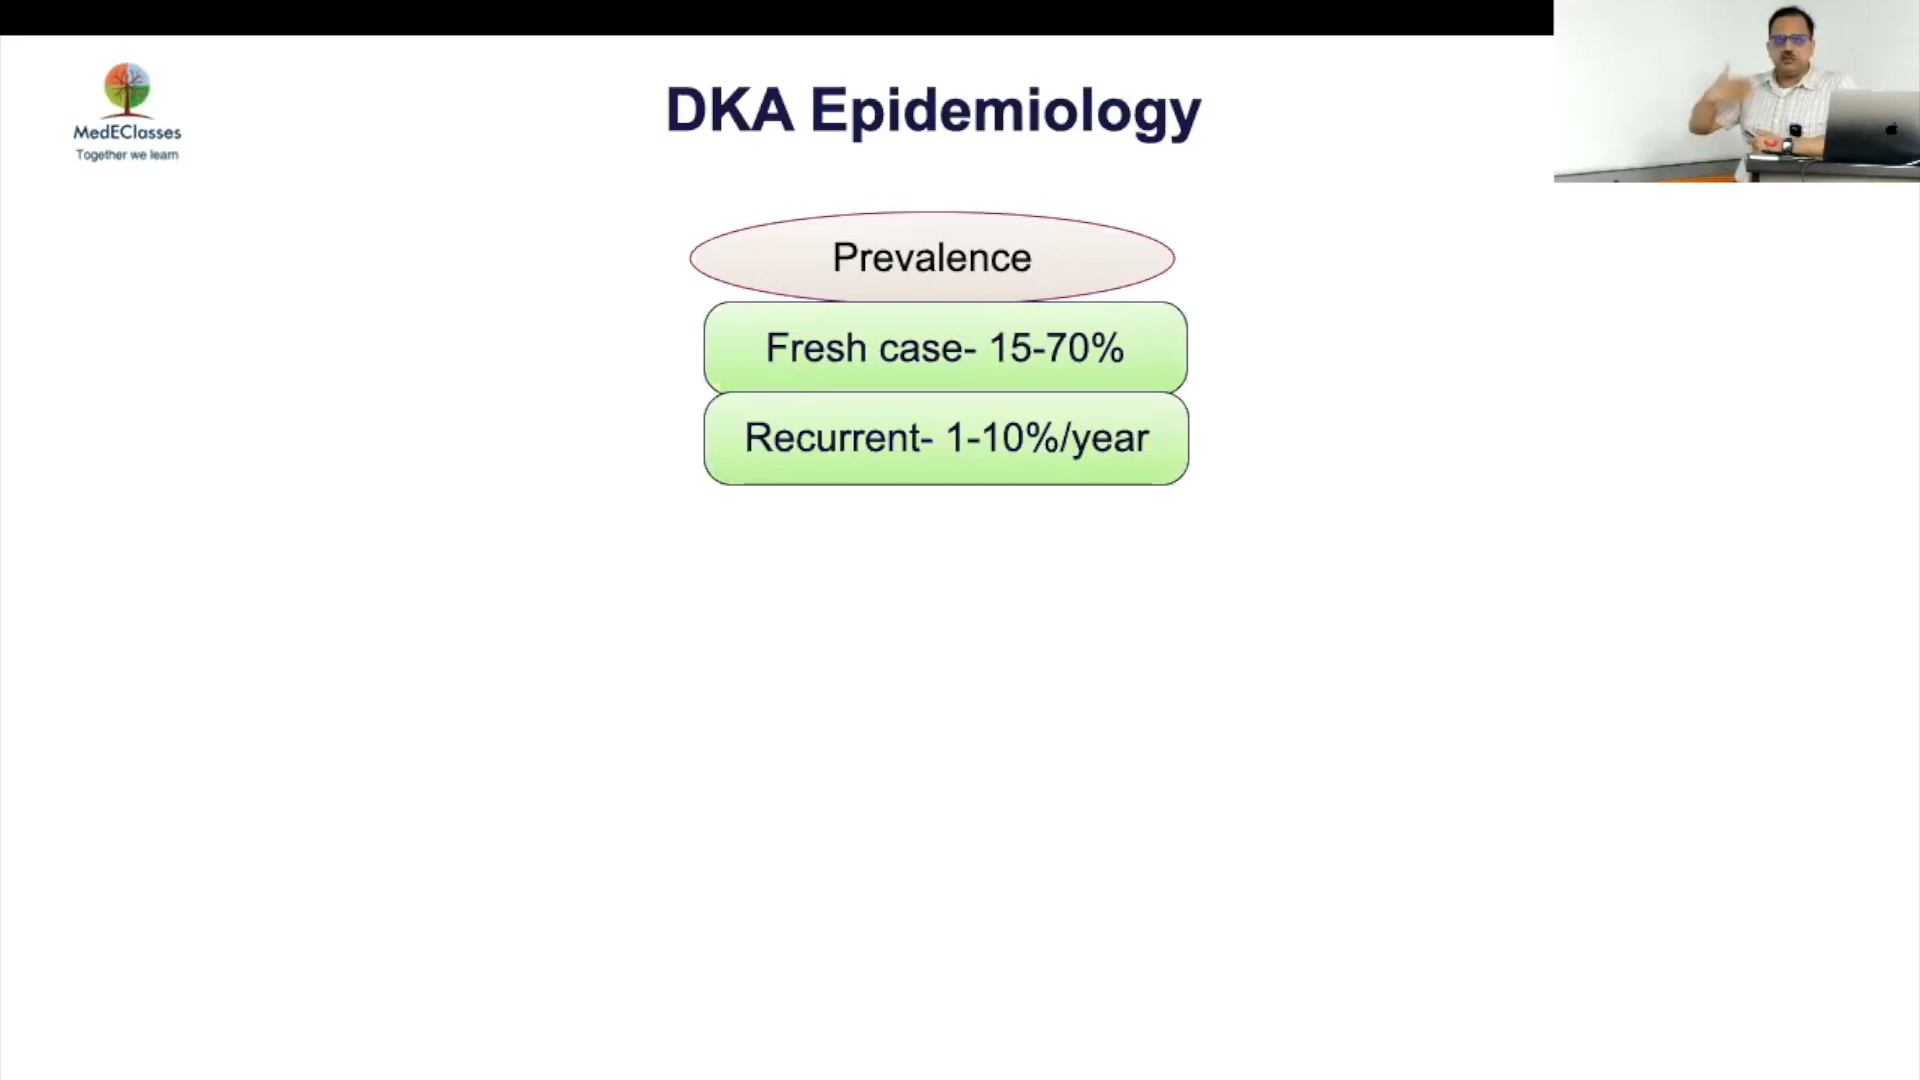 MedEClasses
Together we learn
DKA Epidemiology
Prevalence
Fresh case- 15-70%
Recurrent- 1-10%/year